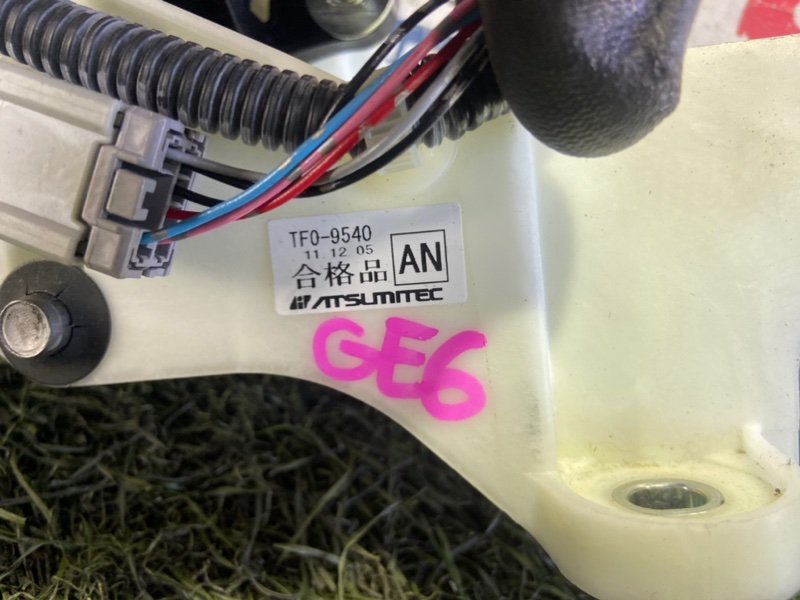 TF0-9540
11.12.05
合格品
AN
ATSUMITEC
GE6